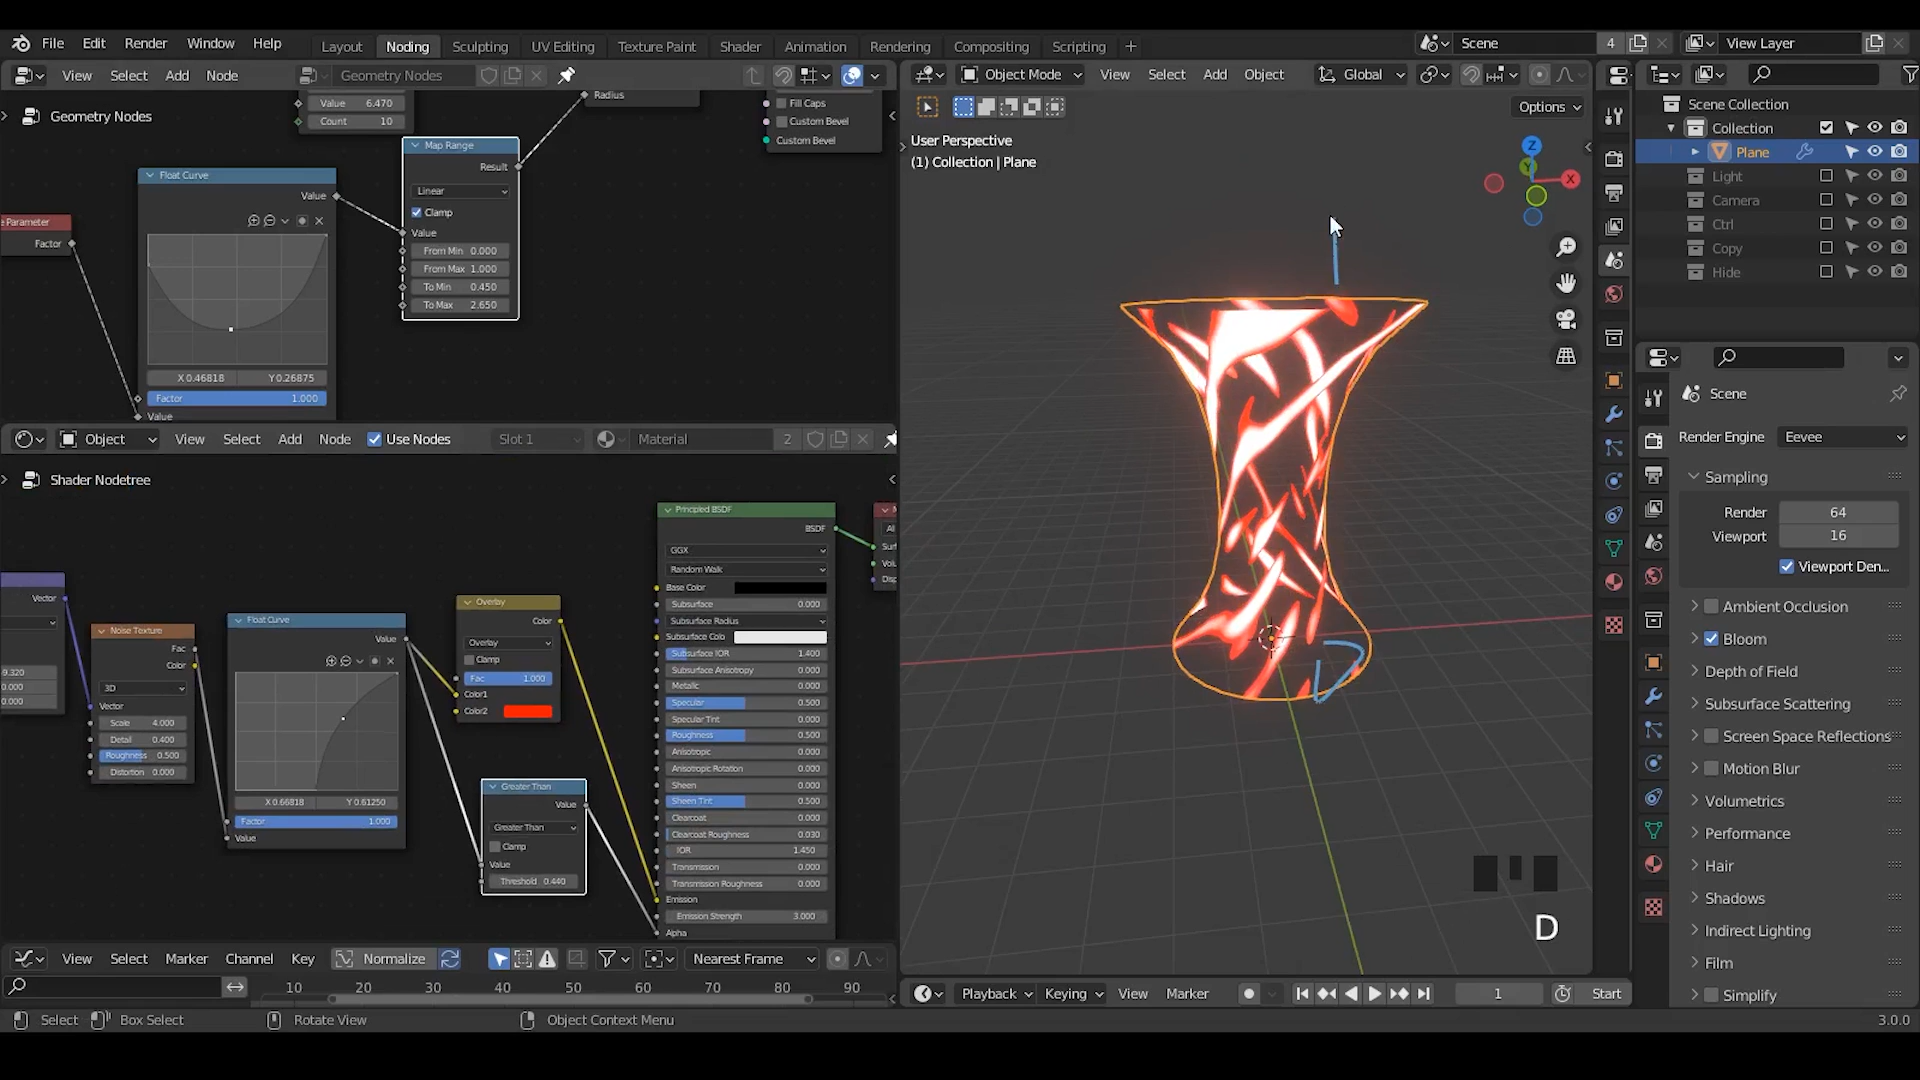 File Edit Render Window Help
Layout Noding Sculpting UV Editing Texture Paint Shader Animation Rendering Compositing Scripting +
Scene 4
View Layer
View Select Add Node
Geometry Nodes
Geometry Nodes
Value 6.470
Count 10
Radius
Fill Caps
Custom Bevel
Custom Bevel
Map Range
Result
Linear
Clamp
Value
From Min 0.000
From Max 1.000
To Min 0.450
To Max 2.650
Float Curve
Value
X 0.46818 Y 0.26875
Factor 1.000
Value
e Parameter
Factor
Object View Select Add Node Use Nodes Slot 1 Material 2
Shader Nodetree
Vector
9.320
0.000
0.000
Noise Texture
Fac
Color
3D
Vector
Scale 4.000
Detail 0.400
Roughness 0.500
Distortion 0.000
Float Curve
Value
X 0.66818 Y 0.61250
Factor 1.000
Value
Overlay
Color
Overlay
Clamp
Fac 1.000
Color1
Color2
Greater Than
Value
Greater Than
Clamp
Value
Threshold 0.440
Principled BSDF
BSDF
GGX
Random Walk
Base Color
Subsurface 0.000
Subsurface Radius
Subsurface Colo
Subsurface IOR 1.400
Subsurface Anisotropy 0.000
Metallic 0.000
Specular 0.500
Specular Tint 0.000
Roughness 0.500
Anisotropic 0.000
Anisotropic Rotation 0.000
Sheen 0.000
Sheen Tint 0.500
Clearcoat 0.000
Clearcoat Roughness 0.030
IOR 1.450
Transmission 0.000
Transmission Roughness 0.000
Emission
Emission Strength 3.000
Alpha
M
Al
Surf
Volu
Disp
View Select Marker Channel Key Normalize Nearest Frame
10 20 30 40 50 60 70 80 90
Object Mode View Select Add Object Global
Options
User Perspective
(1) Collection | Plane
Z
Y
X
D
Playback Keying View Marker 1 Start
Scene Collection
Collection
Plane
Light
Camera
Ctrl
Copy
Hide
Scene
Render Engine Eevee
Sampling
Render 64
Viewport 16
Viewport Den...
Ambient Occlusion
Bloom
Depth of Field
Subsurface Scattering
Screen Space Reflections
Motion Blur
Volumetrics
Performance
Hair
Shadows
Indirect Lighting
Film
Simplify
Select Box Select Rotate View Object Context Menu 3.0.0